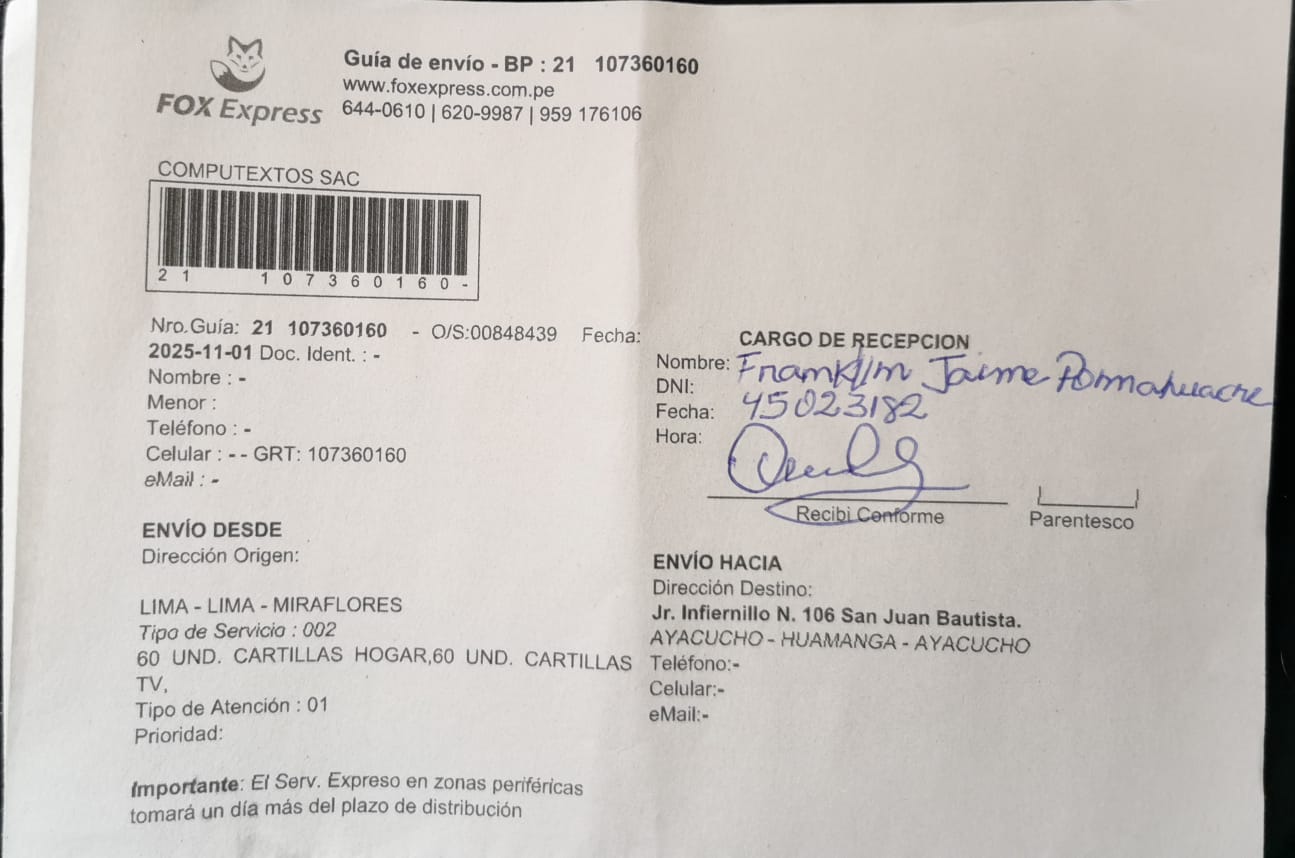 Guía de envío - BP : 21 107360160
www.foxexpress.com.pe
FOX Express
644-0610 | 620-9987 | 959 176106
COMPUTEXTOS SAC
21 107360160-
Nro.Guía: 21 107360160 - O/S:00848439 Fecha:
2025-11-01 Doc. Ident. : -
Nombre : -
Menor :
Teléfono : -
Celular : - - GRT: 107360160
eMail : -
CARGO DE RECEPCION
Nombre: Franklim Jaime Pomahuacre
DNI: 45023182
Fecha:
Hora:
Recibi Conforme
Parentesco
ENVÍO DESDE
Dirección Origen:
LIMA - LIMA - MIRAFLORES
Tipo de Servicio : 002
60 UND. CARTILLAS HOGAR,60 UND. CARTILLAS
TV,
Tipo de Atención : 01
Prioridad:
ENVÍO HACIA
Dirección Destino:
Jr. Infiernillo N. 106 San Juan Bautista.
AYACUCHO - HUAMANGA - AYACUCHO
Teléfono:-
Celular:-
eMail:-
Importante: El Serv. Expreso en zonas periféricas
tomará un día más del plazo de distribución